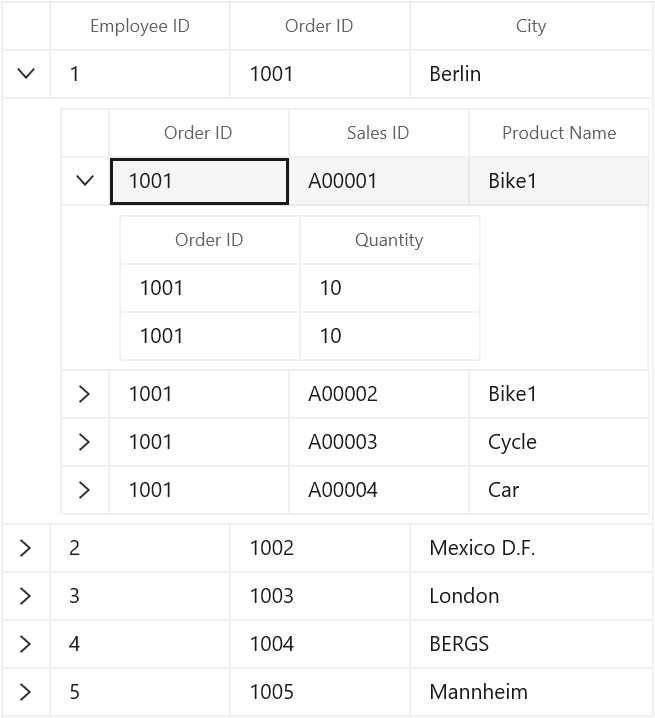 Employee ID Order ID City
1 1001 Berlin
Order ID Sales ID Product Name
1001 A00001 Bike1
Order ID Quantity
1001 10
1001 10
1001 A00002 Bike1
1001 A00003 Cycle
1001 A00004 Car
2 1002 Mexico D.F.
3 1003 London
4 1004 BERGS
5 1005 Mannheim